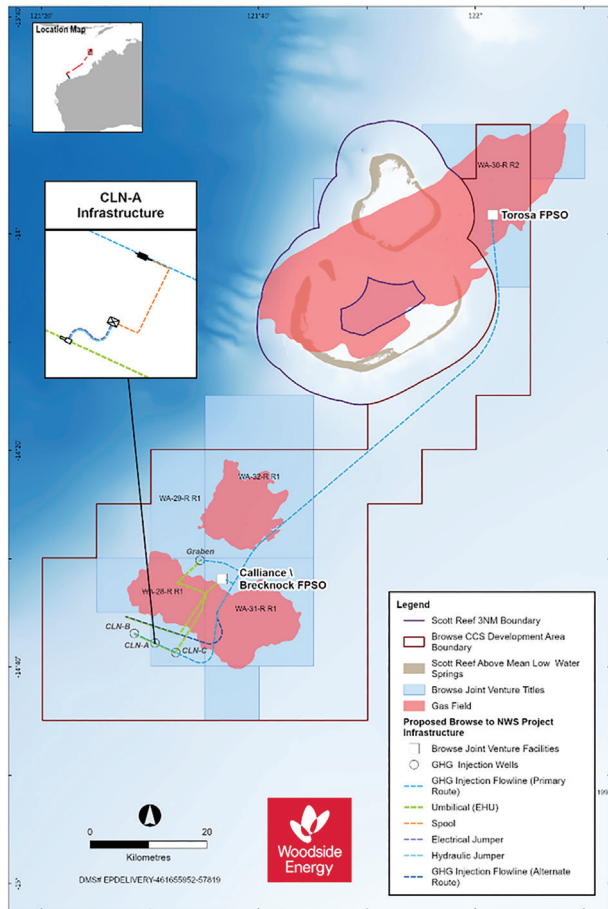 121°20'
121°40'
122°
Location Map
-14°
-14°20'
-14°40'
-15°
CLN-A
Infrastructure
WA-30-R R2
Torosa FPSO
WA-32-R R1
WA-29-R R1
Graben
Calliance \
Brecknock FPSO
WA-28-R R1
WA-31-R R1
CLN-B
CLN-A
CLN-C
Legend
Scott Reef 3NM Boundary
Browse CCS Development Area
Boundary
Scott Reef Above Mean Low Water
Springs
Browse Joint Venture Titles
Gas Field
Proposed Browse to NWS Project
Infrastructure
Browse Joint Venture Facilities
GHG Injection Wells
GHG Injection Flowline (Primary
Route)
Umbilical (EHU)
Spool
Electrical Jumper
Hydraulic Jumper
GHG Injection Flowline (Alternate
Route)
0
20
Kilometres
DMS# EPDELIVERY-461655952-57819
Woodside
Energy